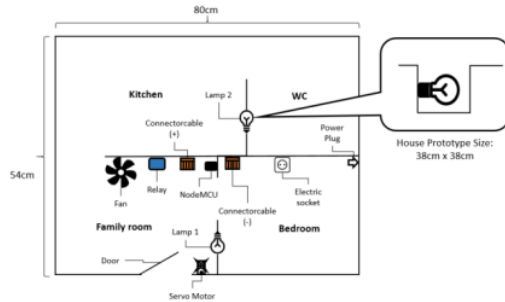 80cm
Kitchen
Lamp 2
WC
Connectorcable
(+)
Power
Plug
House Prototype Size:
38cm x 38cm
54cm
Fan
Relay
NodeMCU
Connectorcable
(-)
Electric
socket
Family room
Lamp 1
Bedroom
Door
Servo Motor